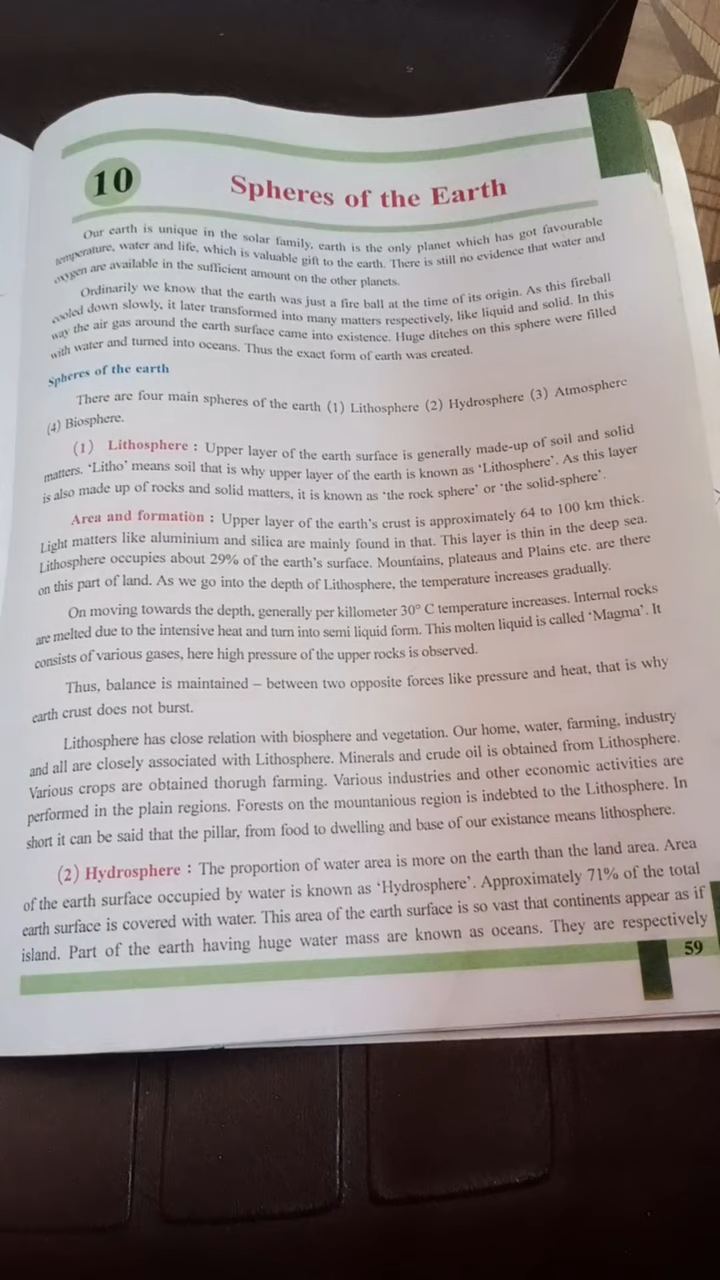 10
Spheres of the Earth
Our earth is unique in the solar family, earth is the only planet which has got favourable
temperature, water and life, which is valuable gift to the earth. There is still no evidence that water and
oxygen are available in the sufficient amount on the other planets.
Ordinarily we know that the earth was just a fire ball at the time of its origin. As this fireball
cooled down slowly, it later transformed into many matters respectively, like liquid and solid. In this
way the air gas around the earth surface came into existence. Huge ditches on this sphere were filled
with water and turned into oceans. Thus the exact form of earth was created.
Spheres of the earth
There are four main spheres of the earth (1) Lithosphere (2) Hydrosphere (3) Atmosphere
(4) Biosphere.
(1) Lithosphere : Upper layer of the earth surface is generally made-up of soil and solid
matters. ‘Litho’ means soil that is why upper layer of the earth is known as ‘Lithosphere’. As this layer
is also made up of rocks and solid matters, it is known as ‘the rock sphere’ or ‘the solid-sphere’.
Area and formation : Upper layer of the earth’s crust is approximately 64 to 100 km thick.
Light matters like aluminium and silica are mainly found in that. This layer is thin in the deep sea.
Lithosphere occupies about 29% of the earth’s surface. Mountains, plateaus and Plains etc. are there
on this part of land. As we go into the depth of Lithosphere, the temperature increases gradually.
On moving towards the depth, generally per killometer 30° C temperature increases. Internal rocks
are melted due to the intensive heat and turn into semi liquid form. This molten liquid is called ‘Magma’. It
consists of various gases, here high pressure of the upper rocks is observed.
Thus, balance is maintained – between two opposite forces like pressure and heat, that is why
earth crust does not burst.
Lithosphere has close relation with biosphere and vegetation. Our home, water, farming, industry
and all are closely associated with Lithosphere. Minerals and crude oil is obtained from Lithosphere.
Various crops are obtained thorugh farming. Various industries and other economic activities are
performed in the plain regions. Forests on the mountanious region is indebted to the Lithosphere. In
short it can be said that the pillar, from food to dwelling and base of our existance means lithosphere.
(2) Hydrosphere : The proportion of water area is more on the earth than the land area. Area
of the earth surface occupied by water is known as ‘Hydrosphere’. Approximately 71% of the total
earth surface is covered with water. This area of the earth surface is so vast that continents appear as if
island. Part of the earth having huge water mass are known as oceans. They are respectively
59